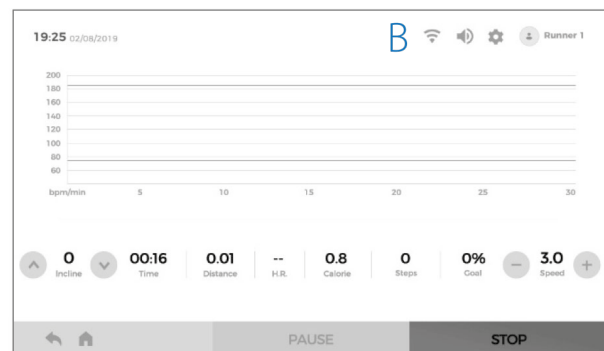 19:25 02/08/2019 B Runner 1
200
180
160
140
120
100
80
60
bpm/min 5 10 15 20 25 30
0 00:16 0.01 -- 0.8 0 0% 3.0
Incline Time Distance H.R. Calorie Steps Goal Speed
PAUSE STOP